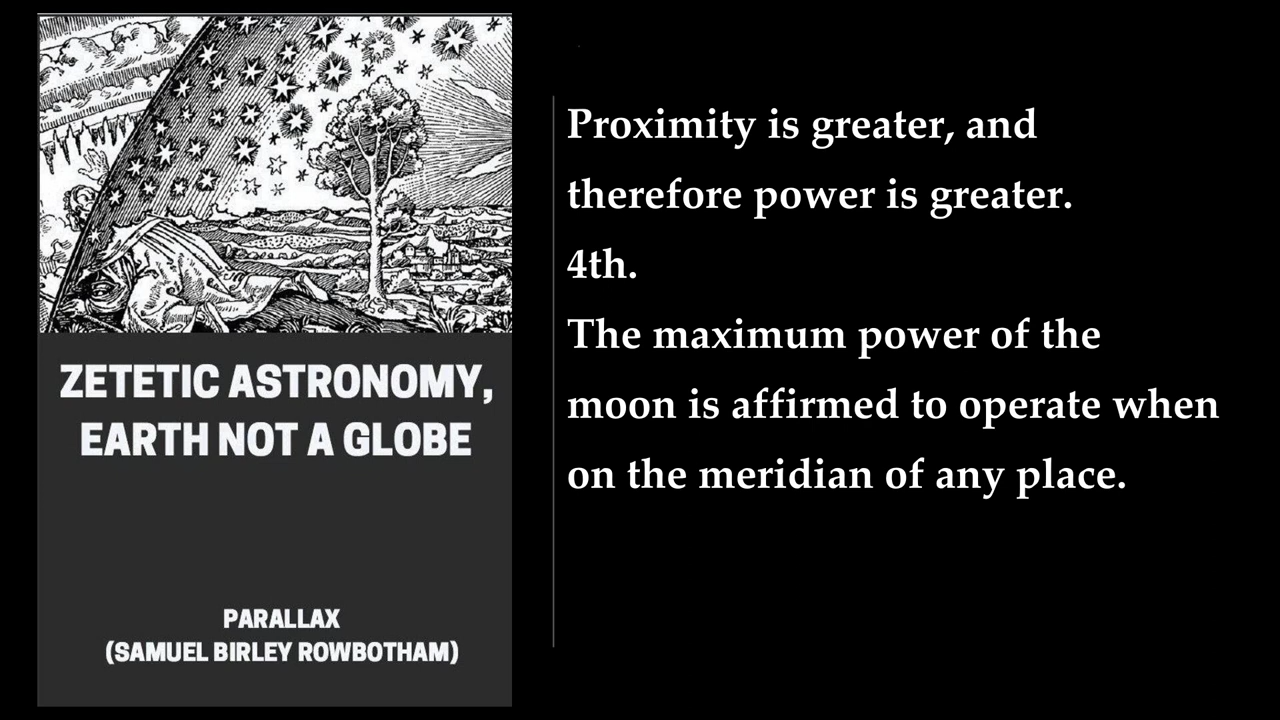 ZETETIC ASTRONOMY,
EARTH NOT A GLOBE
PARALLAX
(SAMUEL BIRLEY ROWBOTHAM)
Proximity is greater, and
therefore power is greater.
4th.
The maximum power of the
moon is affirmed to operate when
on the meridian of any place.